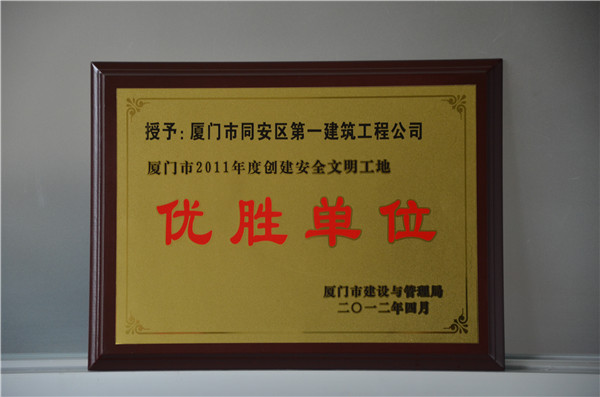 授予:厦门市同安区第一建筑工程公司
厦门市2011年度创建安全文明工地
优胜单位
厦门市建设与管理局
二〇一二年四月